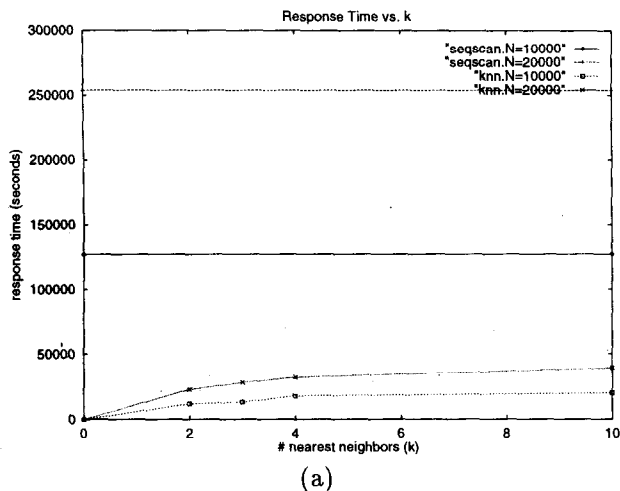 Response Time vs. k
300000
250000
200000
150000
100000
50000
0
response time (seconds)
"seqscan.N=10000"
"seqscan.N=20000"
"knn.N=10000"
"knn.N=20000"
0 2 4 6 8 10
# nearest neighbors (k)
(a)